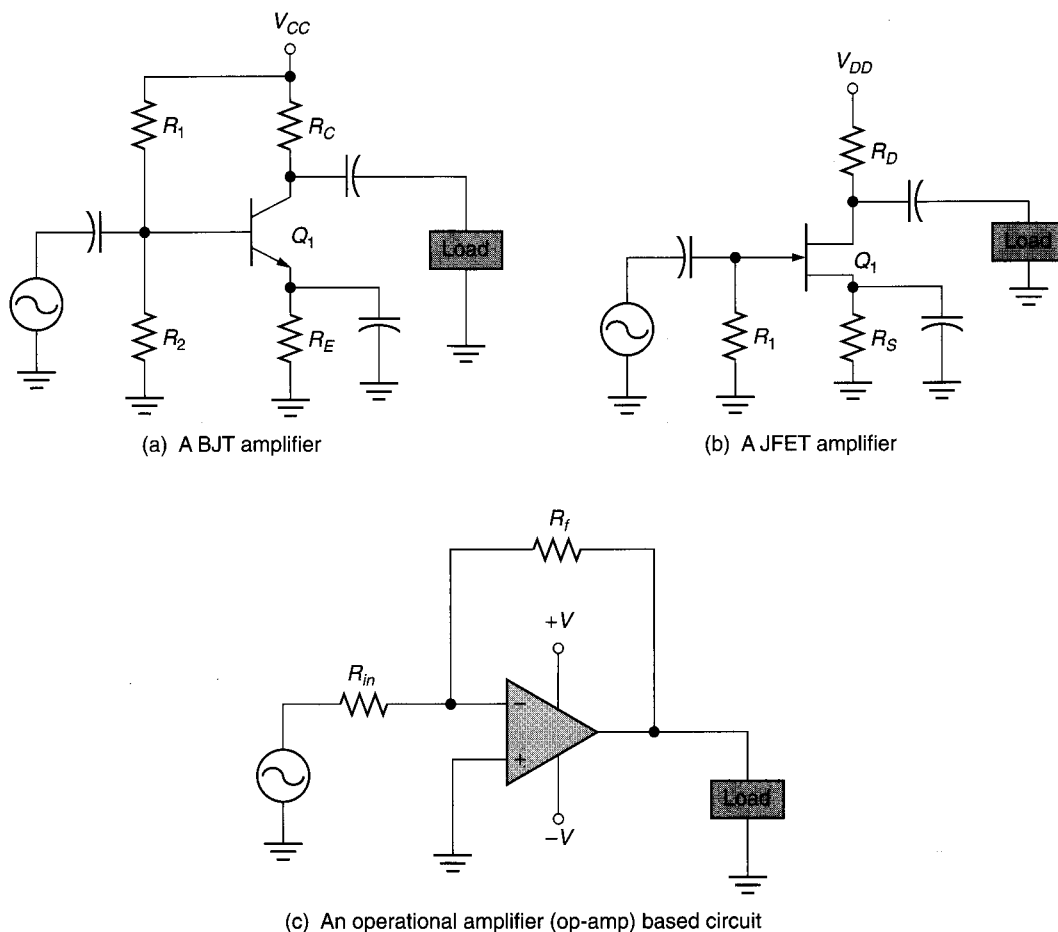 V_CC
R_1
R_C
Q_1
Load
R_2
R_E
(a) A BJT amplifier
V_DD
R_D
Q_1
Load
R_1
R_S
(b) A JFET amplifier
R_f
+V
R_in
−
+
Load
−V
(c) An operational amplifier (op-amp) based circuit